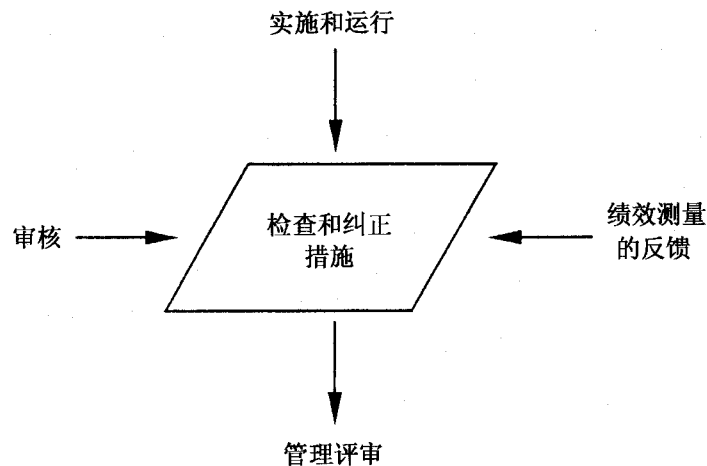 实施和运行
审核
检查和纠正
措施
绩效测量
的反馈
管理评审